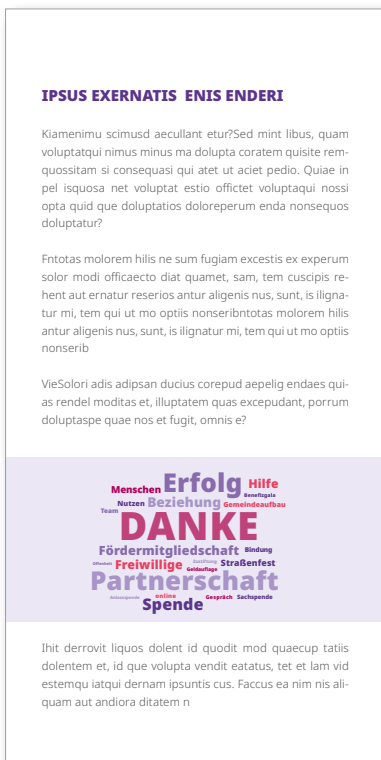 IPSUS EXERNATIS  ENIS ENDERI
Kiamenimu scimusd aecullant etur?Sed mint libus, quam
voluptatqui nimus minus ma dolupta coratem quisite rem-
quossitam si consequasi qui atet ut aciet pedio. Quiae in
pel isquosa net voluptat estio offictet voluptaqui nossi
opta quid que doluptatios doloreperum enda nonsequos
doluptatur?
Fntotas molorem hilis ne sum fugiam excestis ex experum
solor modi officaecto diat quamet, sam, tem cuscipis re-
hent aut ernatur reserios antur aligenis nus, sunt, is iligna-
tur mi, tem qui ut mo optiis nonseribntotas molorem hilis
antur aligenis nus, sunt, is ilignatur mi, tem qui ut mo optiis
nonserib
VieSolori adis adipsan ducius corepud aepelig endaes qui-
as rendel moditas et, illuptatem quas excepudant, porrum
doluptaspe quae nos et fugit, omnis e?
Menschen Erfolg Hilfe
Benefizgala
Nutzen Beziehung Gemeindeaufbau
Team
DANKE
Fördermitgliedschaft Bindung
Freiwillige Straßenfest
Geldauflage
Partnerschaft
online Gespräch Sachspende
Spende
Ihit derrovit liquos dolent id quodit mod quaecup tatiis
dolentem et, id que volupta vendit eatatus, tet et lam vid
estemqu iatqui dernam ipsuntis cus. Faccus ea nim nis ali-
quam aut andiora ditatem n